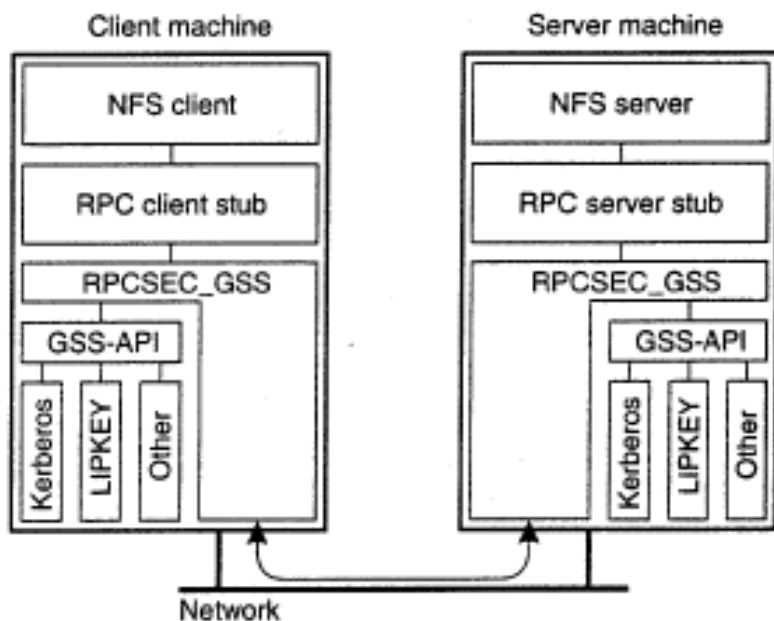 Client machine
Server machine
NFS client
NFS server
RPC client stub
RPC server stub
RPCSEC_GSS
RPCSEC_GSS
GSS-API
GSS-API
Kerberos
LIPKEY
Other
Kerberos
LIPKEY
Other
Network